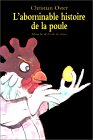 Christian Oster
L'abominable histoire
de la poule